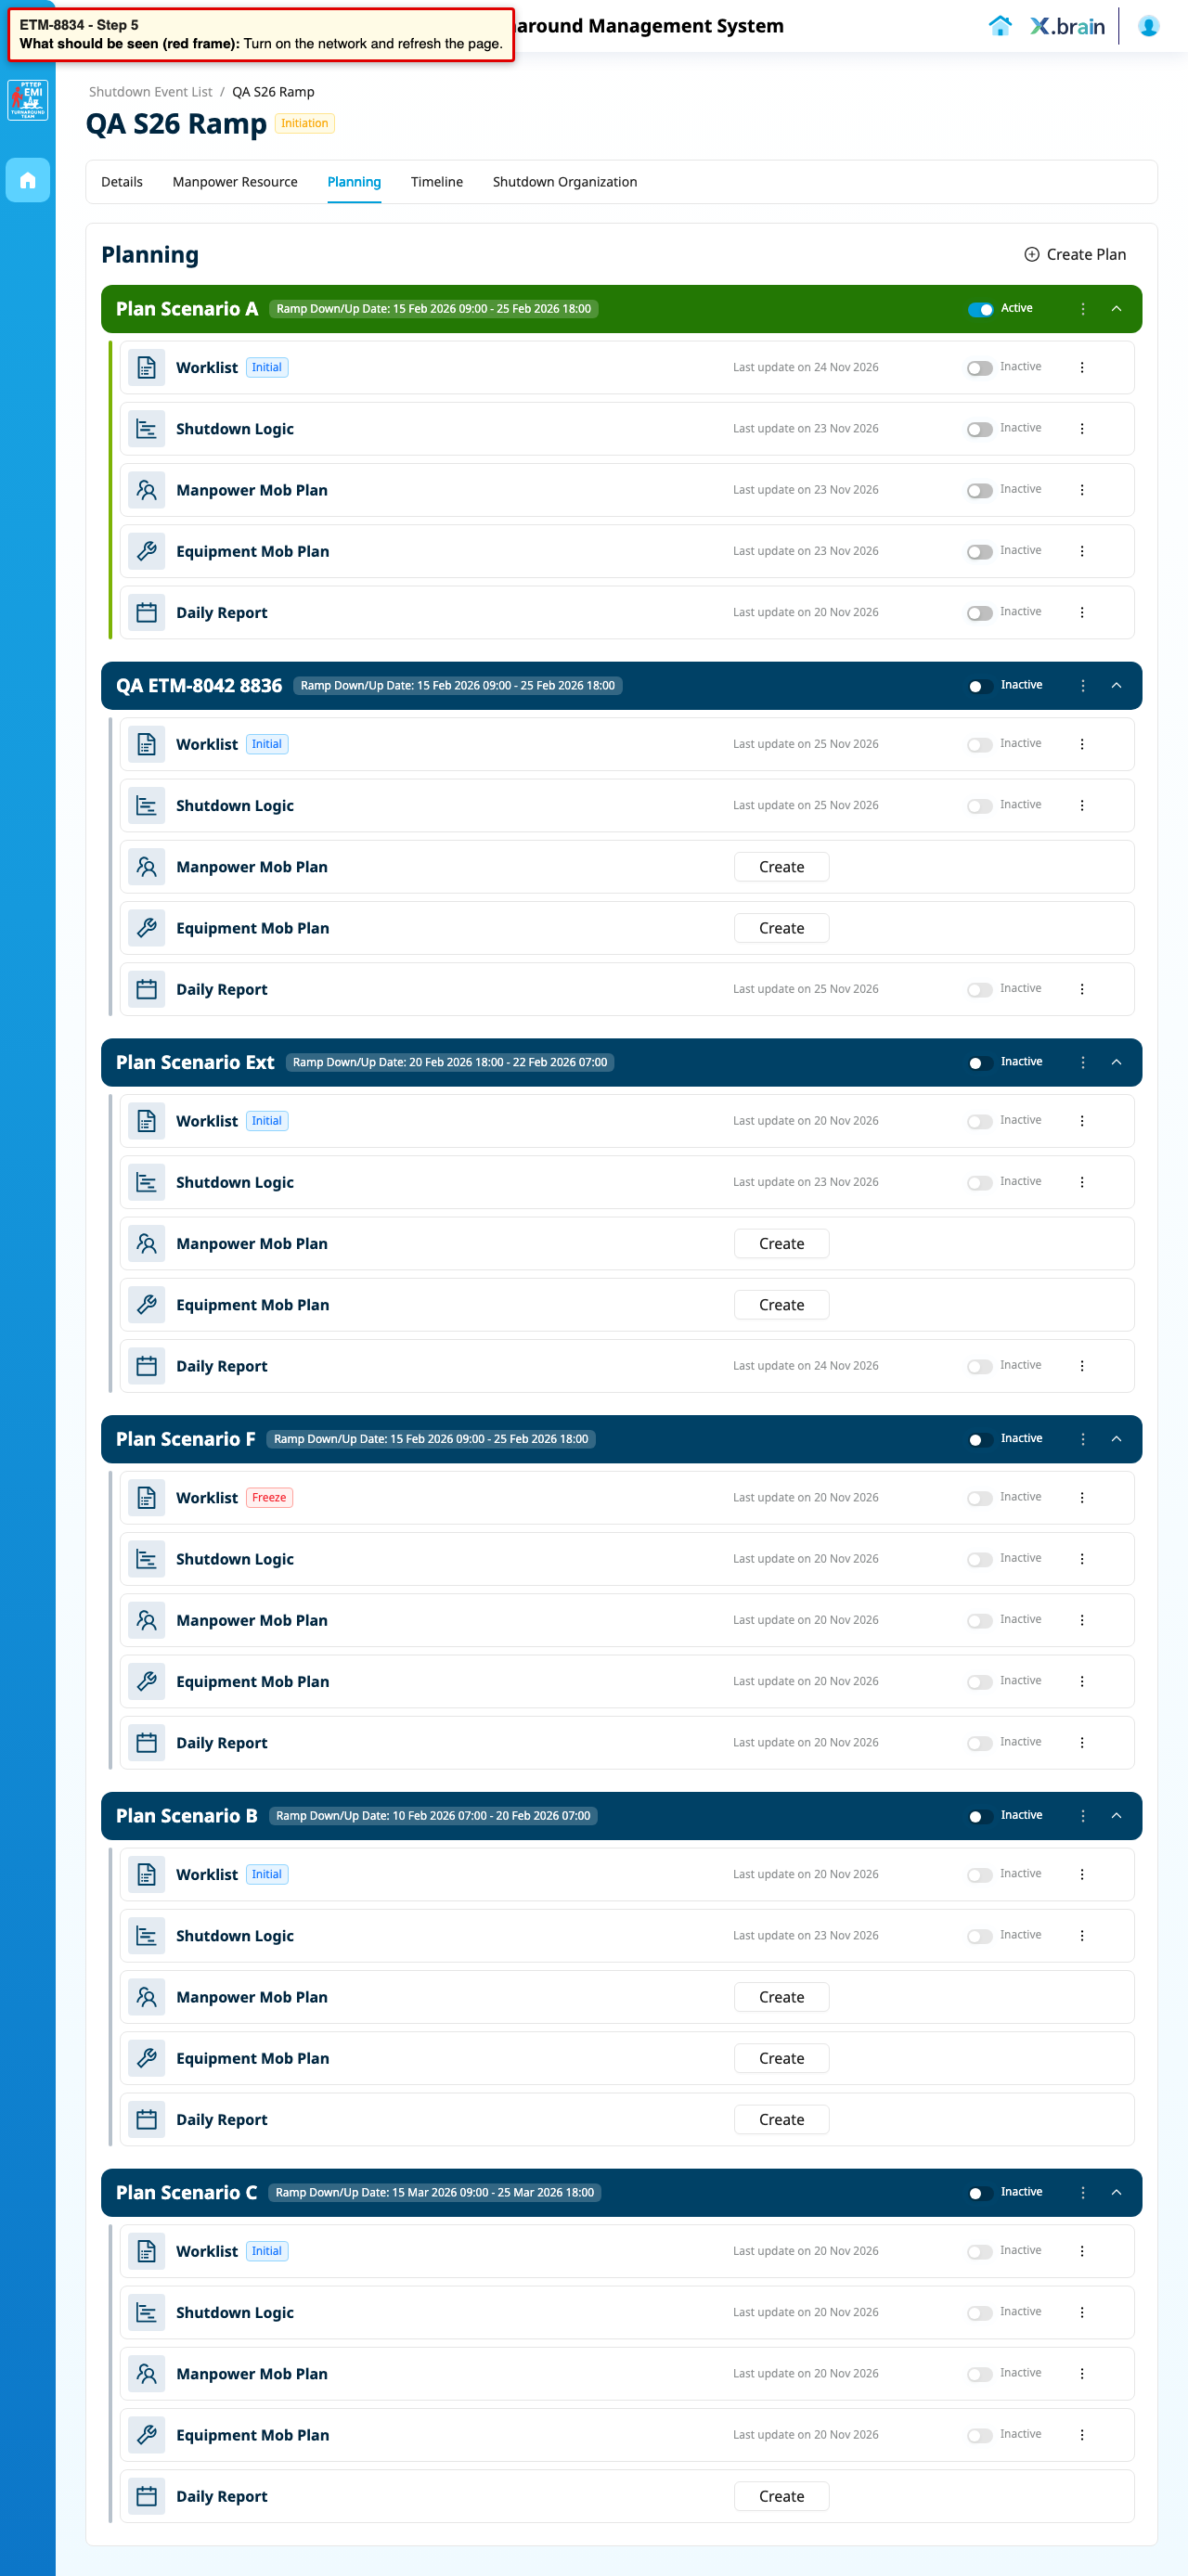 ETM-8834 - Step 5
What should be seen (red frame): Turn on the network and refresh the page.
around Management System
X.brain
PTTEP
EMI
TURNAROUND
TEAM
Shutdown Event List / QA S26 Ramp
QA S26 Ramp Initiation
Details Manpower Resource Planning Timeline Shutdown Organization
Planning Create Plan
Plan Scenario A Ramp Down/Up Date: 15 Feb 2026 09:00 - 25 Feb 2026 18:00 Active
Worklist Initial Last update on 24 Nov 2026 Inactive
Shutdown Logic Last update on 23 Nov 2026 Inactive
Manpower Mob Plan Last update on 23 Nov 2026 Inactive
Equipment Mob Plan Last update on 23 Nov 2026 Inactive
Daily Report Last update on 20 Nov 2026 Inactive
QA ETM-8042 8836 Ramp Down/Up Date: 15 Feb 2026 09:00 - 25 Feb 2026 18:00 Inactive
Worklist Initial Last update on 25 Nov 2026 Inactive
Shutdown Logic Last update on 25 Nov 2026 Inactive
Manpower Mob Plan Create
Equipment Mob Plan Create
Daily Report Last update on 25 Nov 2026 Inactive
Plan Scenario Ext Ramp Down/Up Date: 20 Feb 2026 18:00 - 22 Feb 2026 07:00 Inactive
Worklist Initial Last update on 20 Nov 2026 Inactive
Shutdown Logic Last update on 23 Nov 2026 Inactive
Manpower Mob Plan Create
Equipment Mob Plan Create
Daily Report Last update on 24 Nov 2026 Inactive
Plan Scenario F Ramp Down/Up Date: 15 Feb 2026 09:00 - 25 Feb 2026 18:00 Inactive
Worklist Freeze Last update on 20 Nov 2026 Inactive
Shutdown Logic Last update on 20 Nov 2026 Inactive
Manpower Mob Plan Last update on 20 Nov 2026 Inactive
Equipment Mob Plan Last update on 20 Nov 2026 Inactive
Daily Report Last update on 20 Nov 2026 Inactive
Plan Scenario B Ramp Down/Up Date: 10 Feb 2026 07:00 - 20 Feb 2026 07:00 Inactive
Worklist Initial Last update on 20 Nov 2026 Inactive
Shutdown Logic Last update on 23 Nov 2026 Inactive
Manpower Mob Plan Create
Equipment Mob Plan Create
Daily Report Create
Plan Scenario C Ramp Down/Up Date: 15 Mar 2026 09:00 - 25 Mar 2026 18:00 Inactive
Worklist Initial Last update on 20 Nov 2026 Inactive
Shutdown Logic Last update on 20 Nov 2026 Inactive
Manpower Mob Plan Last update on 20 Nov 2026 Inactive
Equipment Mob Plan Last update on 20 Nov 2026 Inactive
Daily Report Create